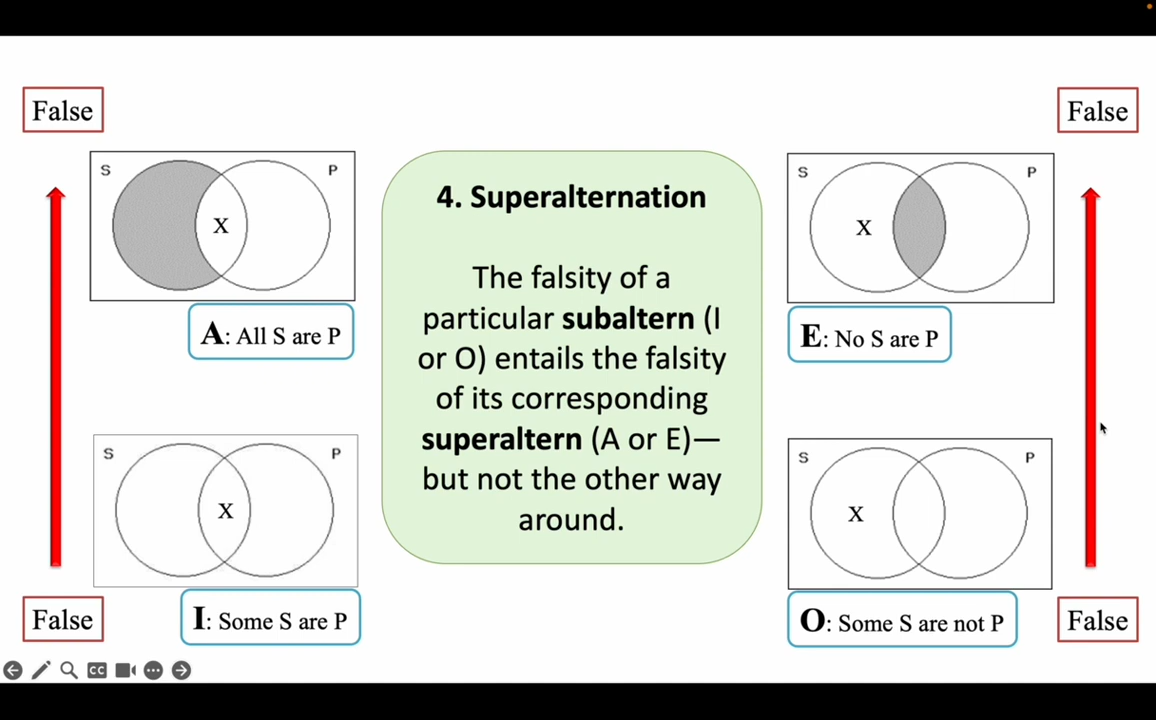 False
False
S
P
X
4. Superalternation
S
P
X
The falsity of a
particular subaltern (I
or O) entails the falsity
of its corresponding
superaltern (A or E)—
but not the other way
around.
A: All S are P
E: No S are P
S
P
X
S
P
X
False
I: Some S are P
O: Some S are not P
False
CC